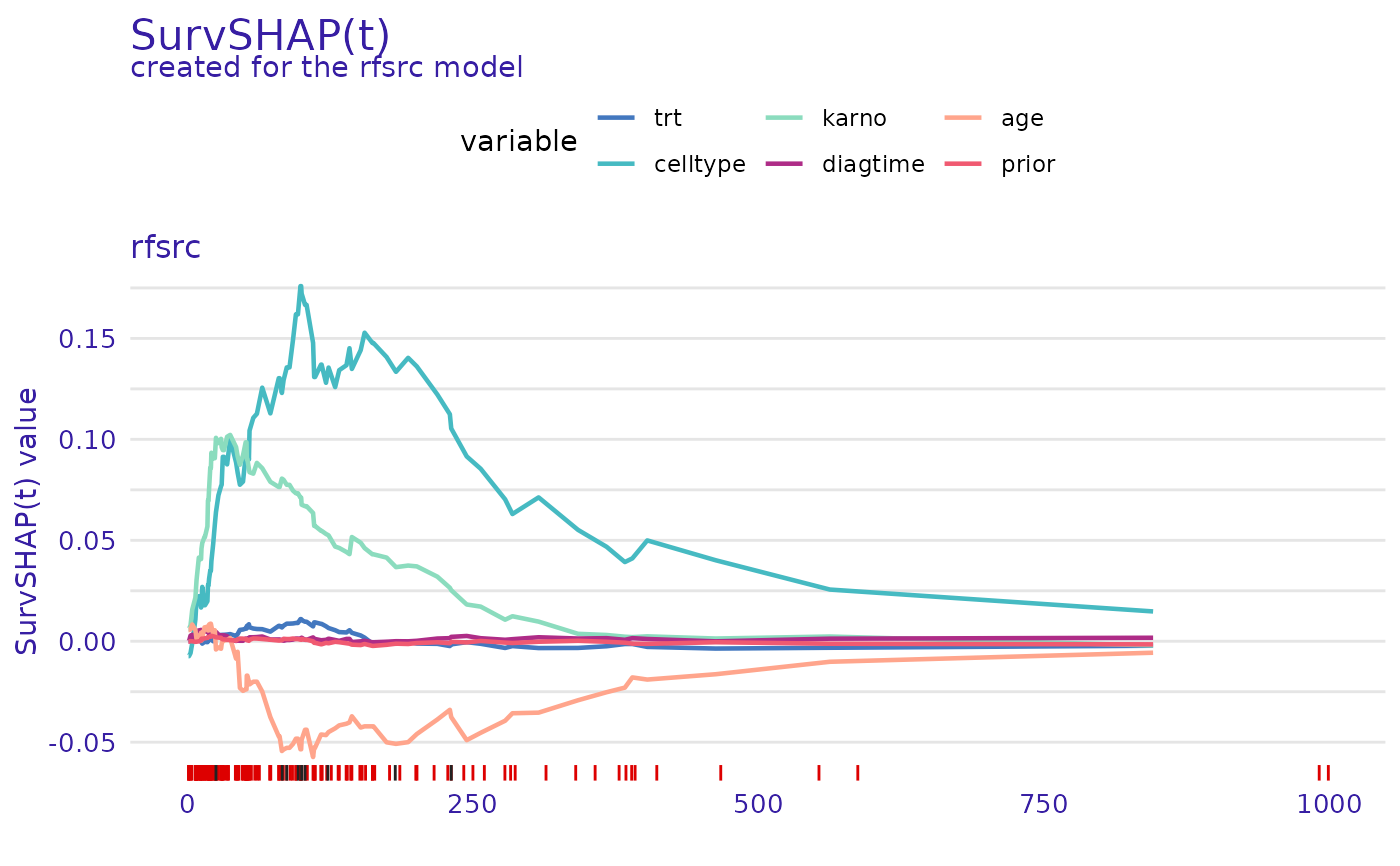 SurvSHAP(t)
created for the rfsrc model
variable
trt
karno
age
celltype
diagtime
prior
rfsrc
SurvSHAP(t) value
0.15
0.10
0.05
0.00
-0.05
0
250
500
750
1000